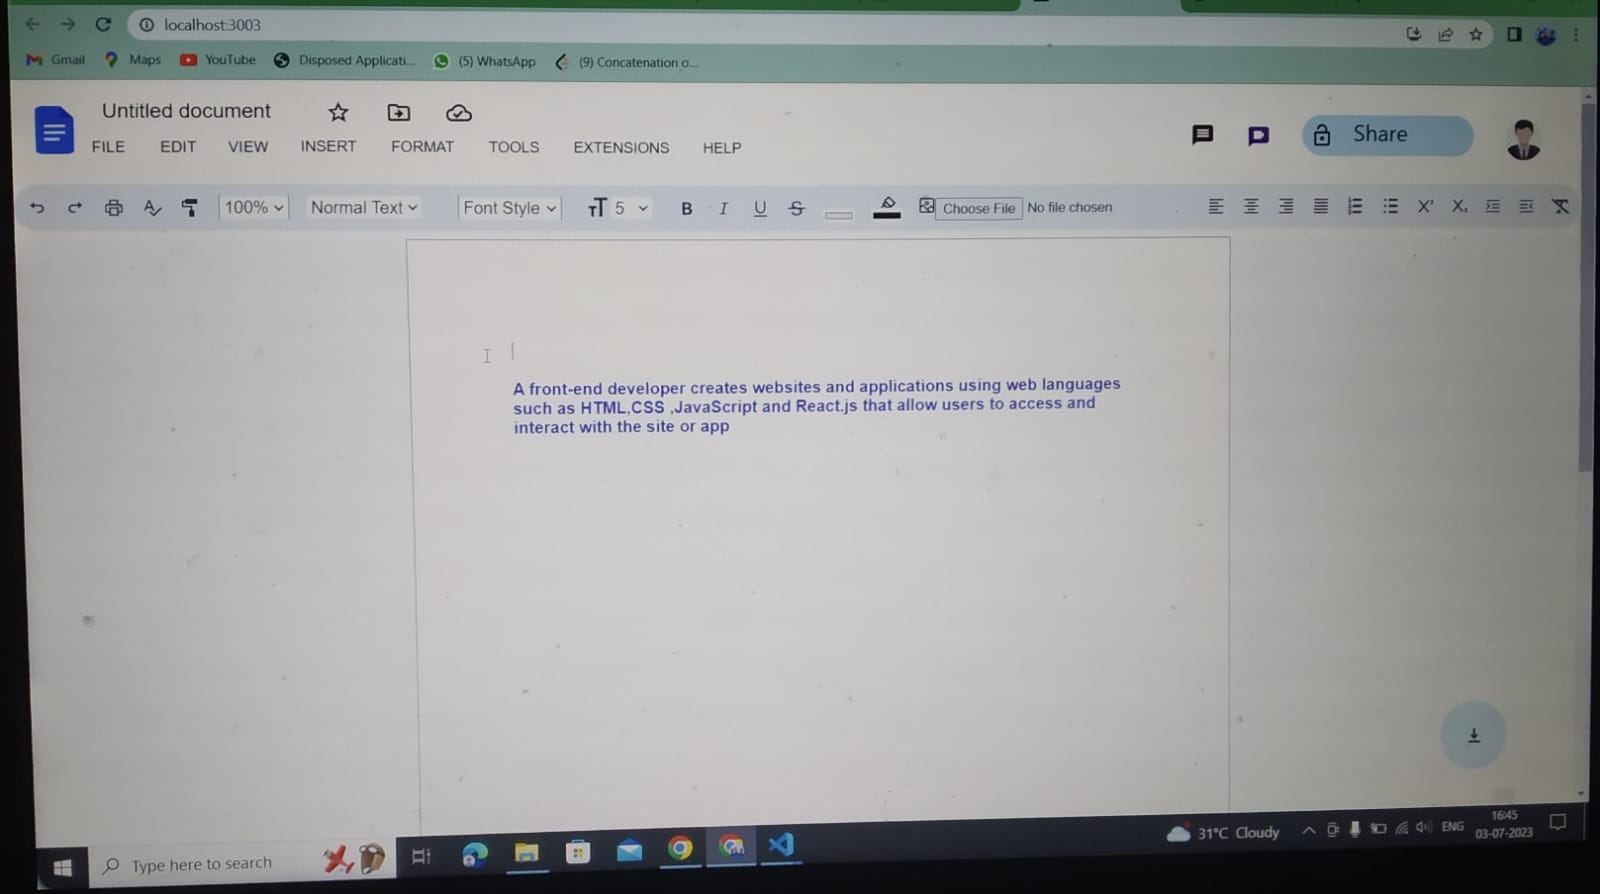 localhost:3003
Gmail Maps YouTube Disposed Applicati... (5) WhatsApp (9) Concatenation o...
Untitled document
FILE EDIT VIEW INSERT FORMAT TOOLS EXTENSIONS HELP
Share
100% Normal Text Font Style TT 5 B I U S Choose File No file chosen X² X₂
A front-end developer creates websites and applications using web languages
such as HTML,CSS ,JavaScript and React.js that allow users to access and
interact with the site or app
Type here to search
31°C Cloudy ENG
16:45
03-07-2023